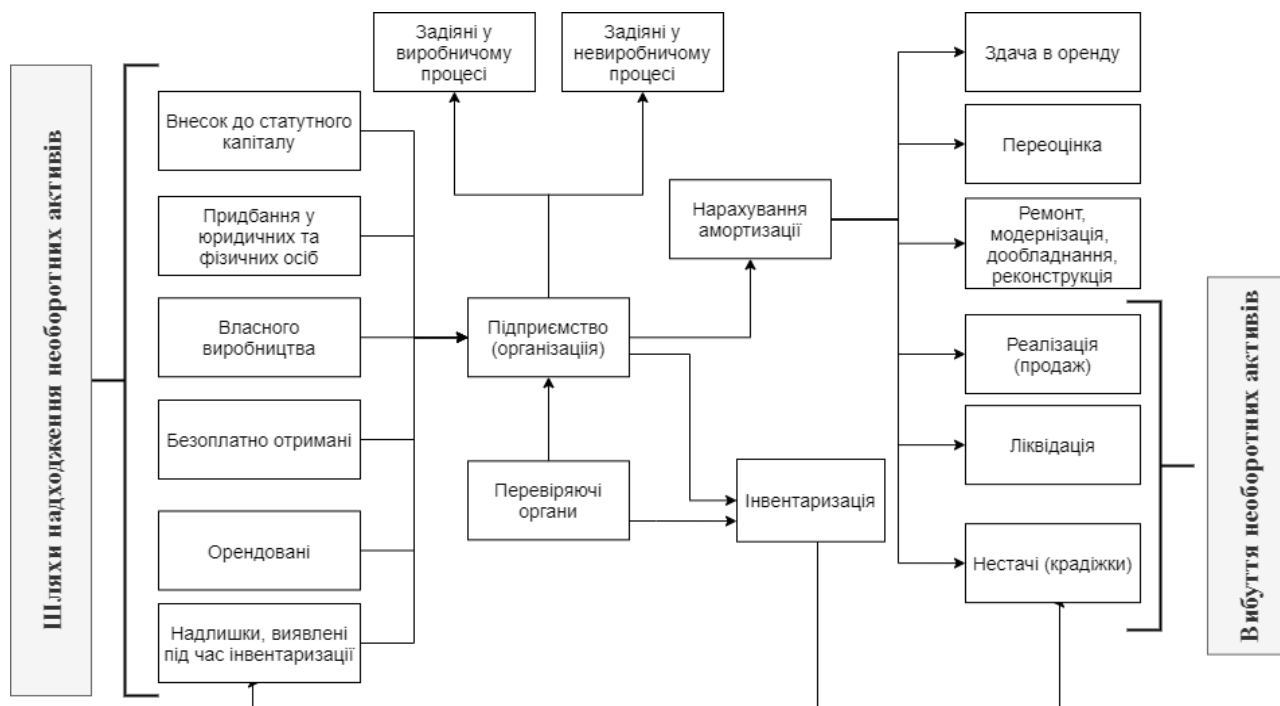 Шляхи надходження необоротних активів
Внесок до статутного
капіталу
Придбання у
юридичних та
фізичних осіб
Власного
виробництва
Безоплатно отримані
Орендовані
Надлишки, виявлені
під час інвентаризації
Задіяні у
виробничому
процесі
Задіяні у
невиробничому
процесі
Підприємство
(організаціія)
Перевіряючі
органи
Нарахування
амортизації
Інвентаризація
Здача в оренду
Переоцінка
Ремонт,
модернізація,
дообладнання,
реконструкція
Реалізація
(продаж)
Ліквідація
Нестачі (крадіжки)
Вибуття необоротних активів